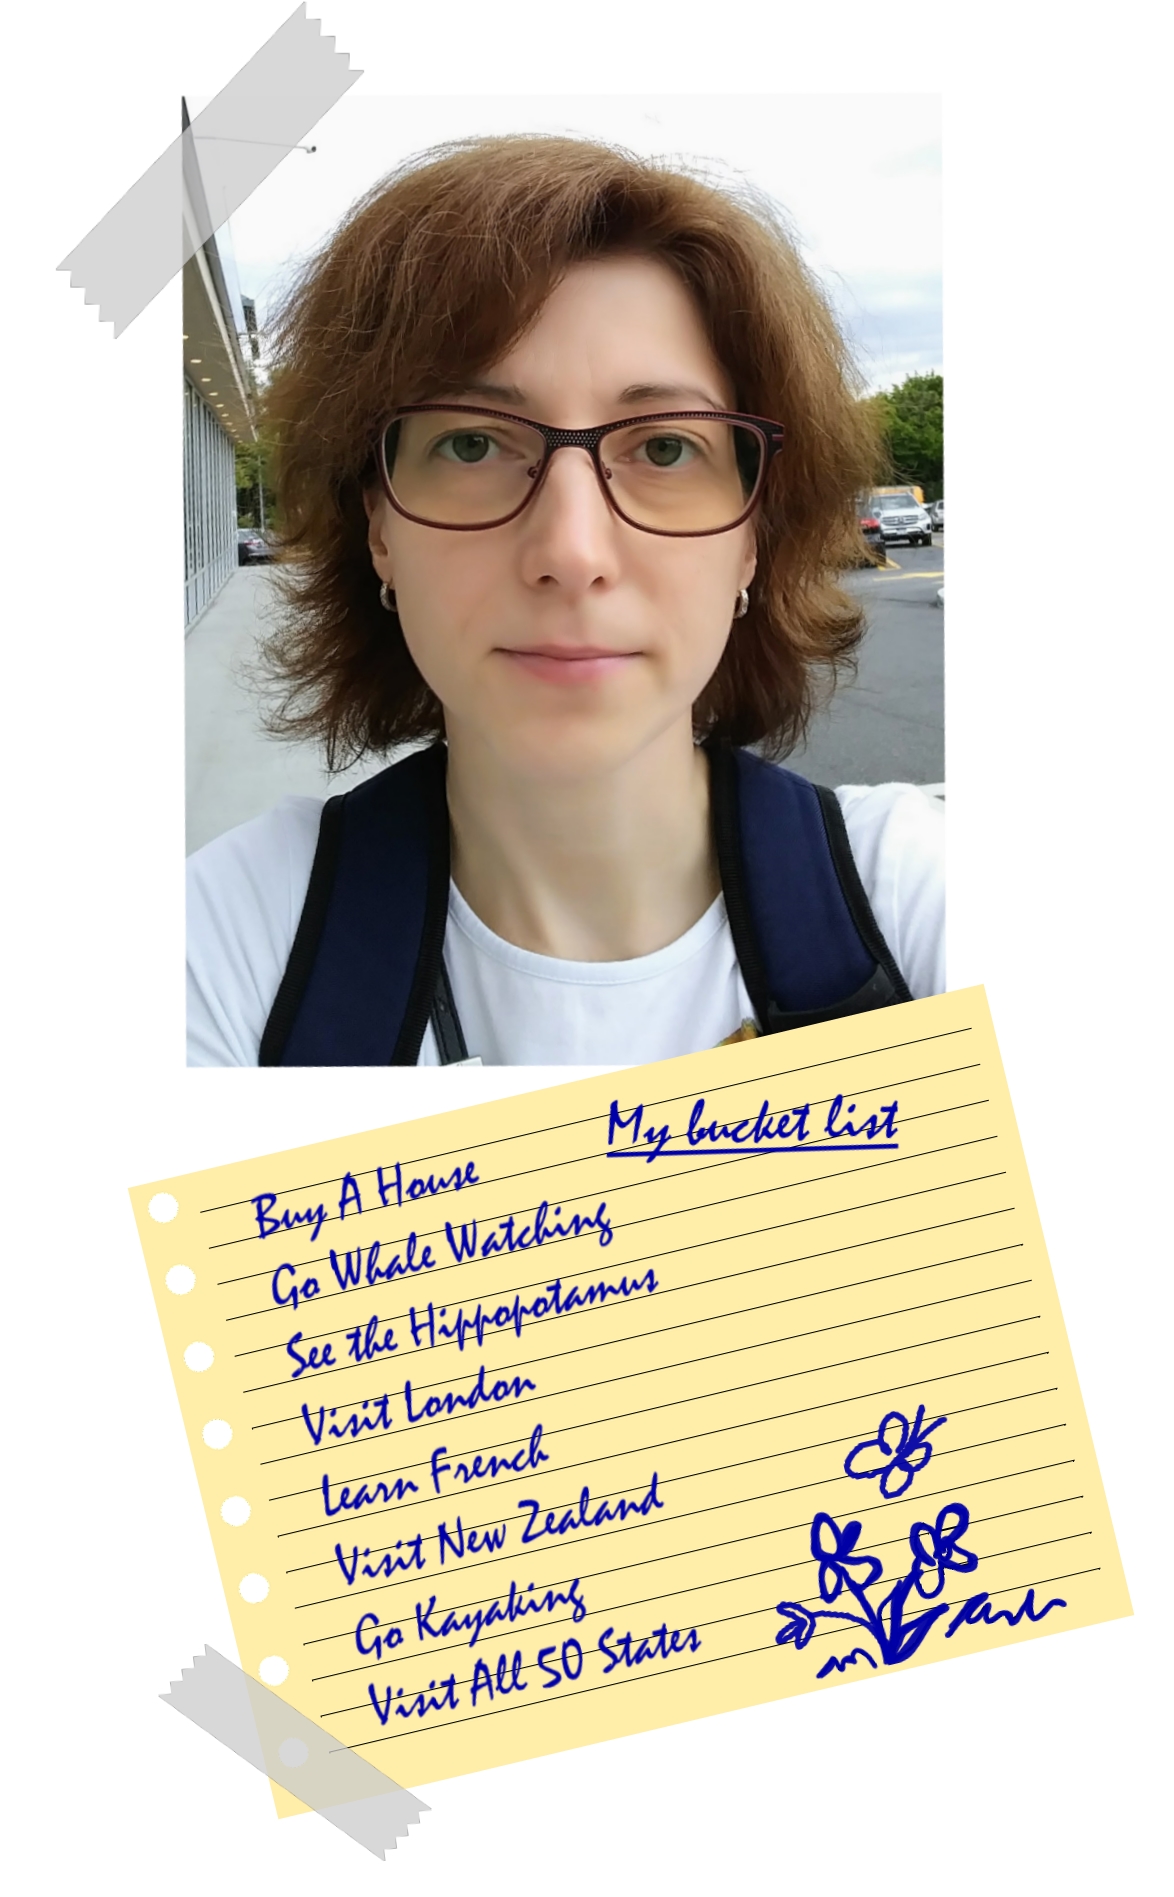 My bucket list
Buy A House
Go Whale Watching
See the Hippopotamus
Visit London
Learn French
Visit New Zealand
Go Kayaking
Visit All 50 States